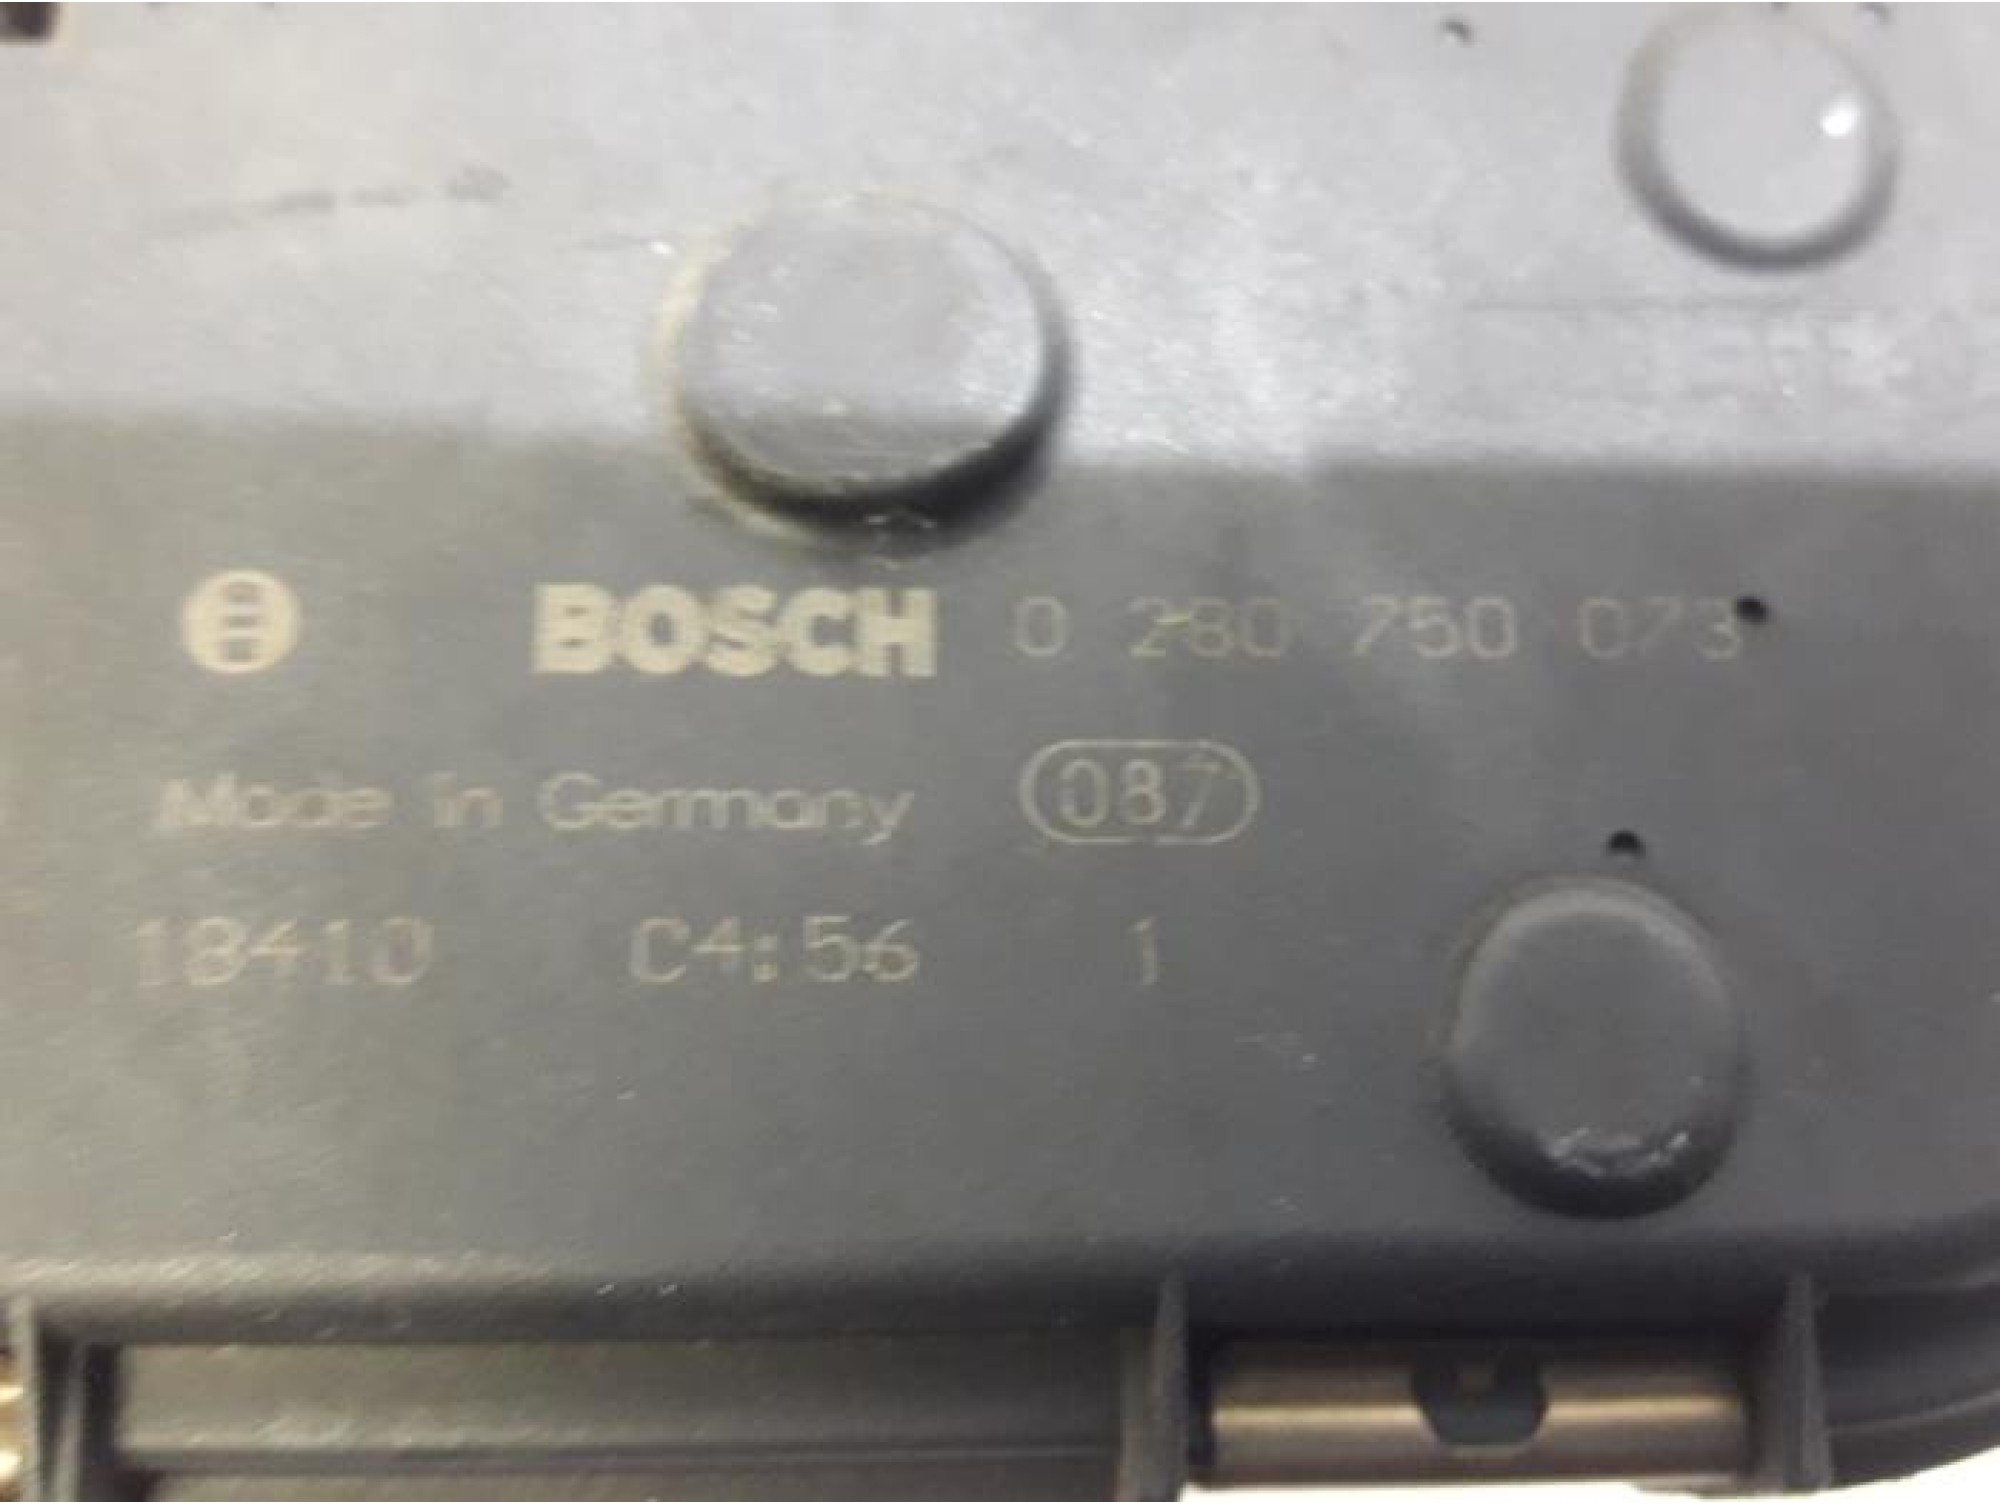 BOSCH 0 280 750 073
Made in Germany 087
18410 C4:56 1